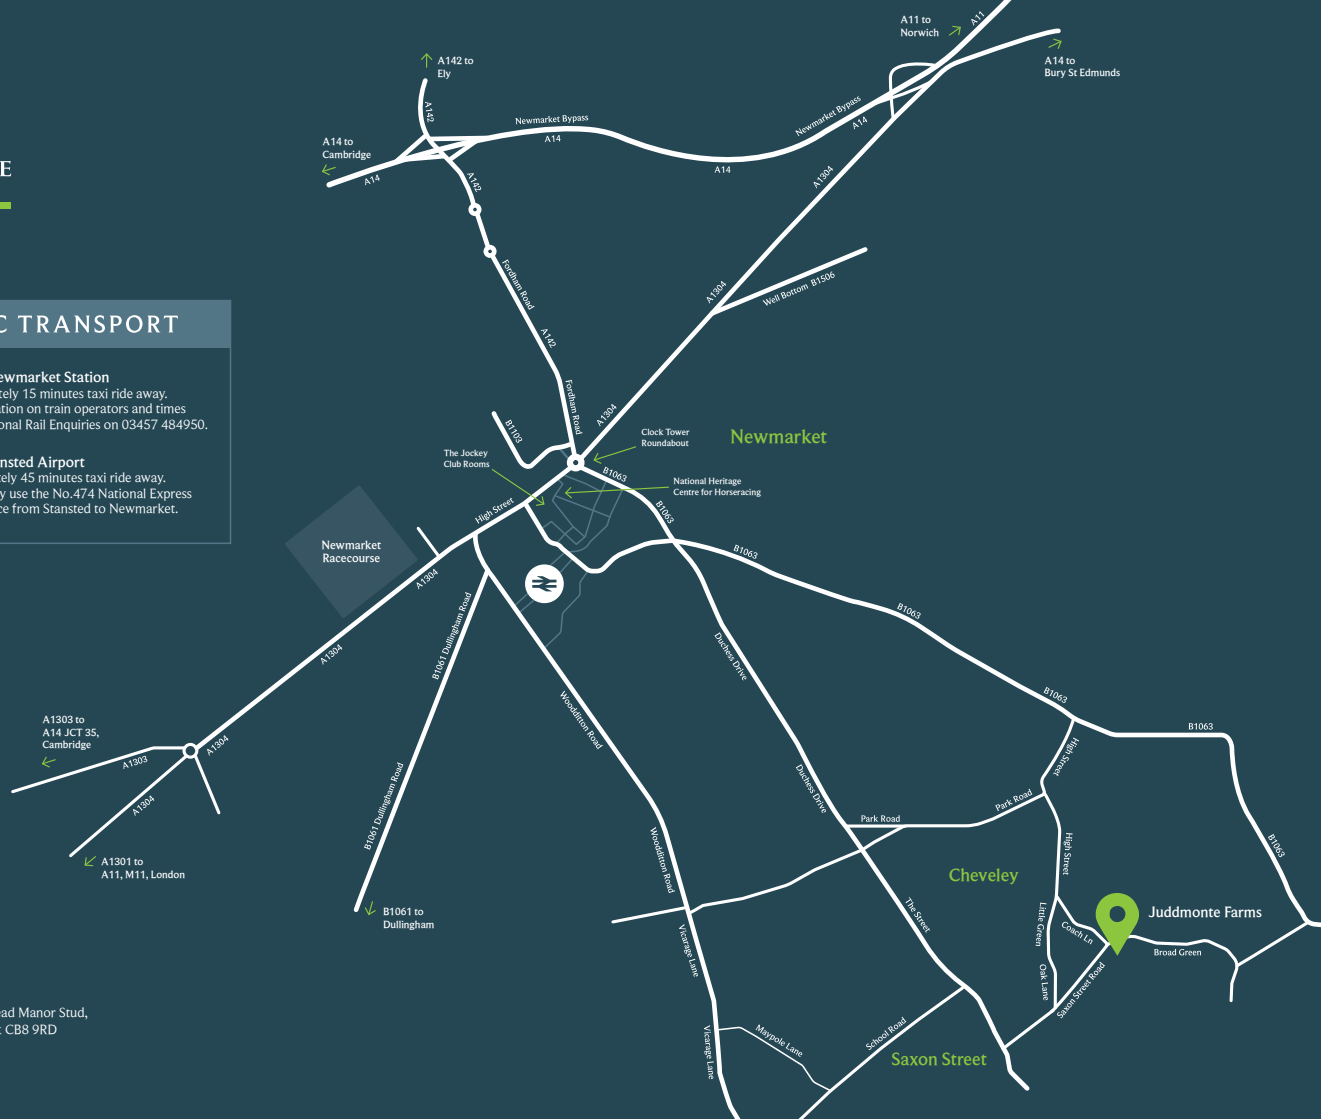 E
C TRANSPORT
ewmarket Station
tely 15 minutes taxi ride away.
ation on train operators and times
onal Rail Enquiries on 03457 484950.
nsted Airport
tely 45 minutes taxi ride away.
y use the No.474 National Express
ce from Stansted to Newmarket.
ead Manor Stud,
t CB8 9RD
A11 to
Norwich
A11
A14 to
Bury St Edmunds
A142 to
Ely
A142
Newmarket Bypass
A14
Newmarket Bypass
A14
A14 to
Cambridge
A14
A14
A142
A1304
Fordham Road
A142
A1304
Well Bottom B1506
Fordham Road
A1304
B1103
Clock Tower
Roundabout
Newmarket
The Jockey
Club Rooms
B1063
National Heritage
Centre for Horseracing
High Street
B1063
Newmarket
Racecourse
B1063
A1304
B1061 Dullingham Road
B1063
A1304
Duchess Drive
Woodditton Road
B1063
A1303 to
A14 JCT 35,
Cambridge
A1303
A1304
B1063
High Street
A1304
B1061 Dullingham Road
Duchess Drive
Park Road
Park Road
A1301 to
A11, M11, London
Woodditton Road
High Street
B1063
Cheveley
B1061 to
Dullingham
The Street
Little Green
Coach Ln
Juddmonte Farms
Broad Green
Vicarage Lane
Oak Lane
Saxon Street Road
Vicarage Lane
Maypole Lane
School Road
Saxon Street